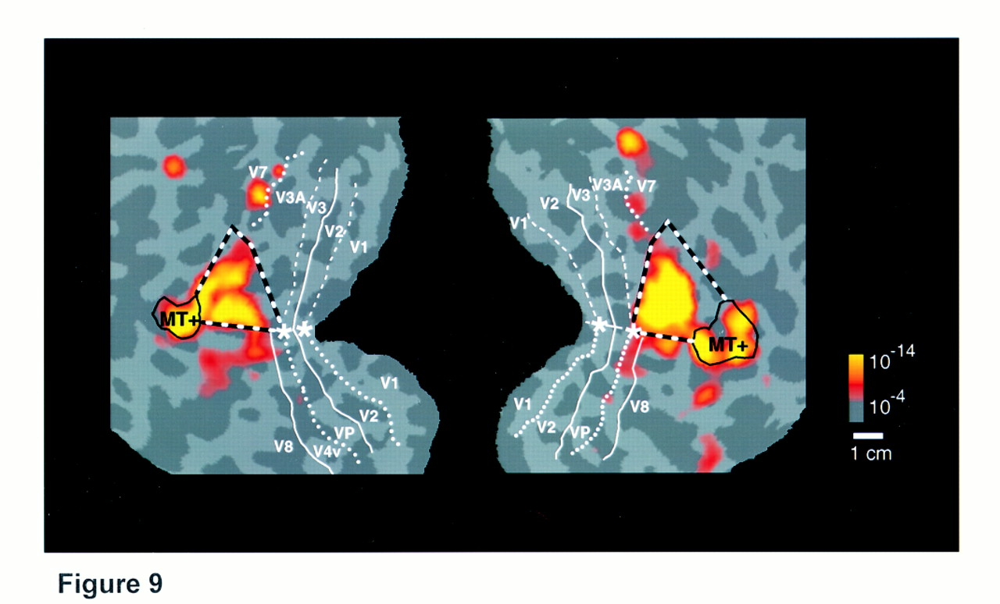 V7
V3A
V3
V2
V1
MT+
V1
V2
VP
V4v
V8
V7
V3A
V3
V2
V1
MT+
V8
V1
V2
VP
10-14
10-4
1 cm
Figure 9